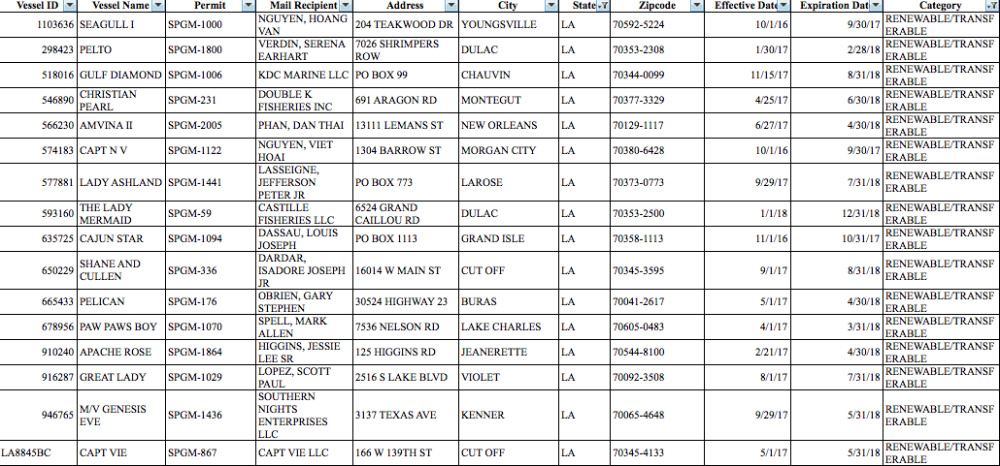 Vessel ID Vessel Name Permit Mail Recipient Address City State Zipcode Effective Date Expiration Dat Category
1103636 SEAGULL I SPGM-1000 NGUYEN, HOANG VAN 204 TEAKWOOD DR YOUNGSVILLE LA 70592-5224 10/1/16 9/30/17 RENEWABLE/TRANSFERABLE
298423 PELTO SPGM-1800 VERDIN, SERENA EARHART 7026 SHRIMPERS ROW DULAC LA 70353-2308 1/30/17 2/28/18 RENEWABLE/TRANSFERABLE
518016 GULF DIAMOND SPGM-1006 KDC MARINE LLC PO BOX 99 CHAUVIN LA 70344-0099 11/15/17 8/31/18 RENEWABLE/TRANSFERABLE
546890 CHRISTIAN PEARL SPGM-231 DOUBLE K FISHERIES INC 691 ARAGON RD MONTEGUT LA 70377-3329 4/25/17 6/30/18 RENEWABLE/TRANSFERABLE
566230 AMVINA II SPGM-2005 PHAN, DAN THAI 13111 LEMANS ST NEW ORLEANS LA 70129-1117 6/27/17 4/30/18 RENEWABLE/TRANSFERABLE
574183 CAPT N V SPGM-1122 NGUYEN, VIET HOAI 1304 BARROW ST MORGAN CITY LA 70380-6428 10/1/16 9/30/17 RENEWABLE/TRANSFERABLE
577881 LADY ASHLAND SPGM-1441 LASSEIGNE, JEFFERSON PETER JR PO BOX 773 LAROSE LA 70373-0773 9/29/17 7/31/18 RENEWABLE/TRANSFERABLE
593160 THE LADY MERMAID SPGM-59 CASTILLE FISHERIES LLC 6524 GRAND CAILLOU RD DULAC LA 70353-2500 1/1/18 12/31/18 RENEWABLE/TRANSFERABLE
635725 CAJUN STAR SPGM-1094 DASSAU, LOUIS JOSEPH PO BOX 1113 GRAND ISLE LA 70358-1113 11/1/16 10/31/17 RENEWABLE/TRANSFERABLE
650229 SHANE AND CULLEN SPGM-336 DARDAR, ISADORE JOSEPH JR 16014 W MAIN ST CUT OFF LA 70345-3595 9/1/17 8/31/18 RENEWABLE/TRANSFERABLE
665433 PELICAN SPGM-176 OBRIEN, GARY STEPHEN 30524 HIGHWAY 23 BURAS LA 70041-2617 5/1/17 4/30/18 RENEWABLE/TRANSFERABLE
678956 PAW PAWS BOY SPGM-1070 SPELL, MARK ALLEN 7536 NELSON RD LAKE CHARLES LA 70605-0483 4/1/17 3/31/18 RENEWABLE/TRANSFERABLE
910240 APACHE ROSE SPGM-1864 HIGGINS, JESSIE LEE SR 125 HIGGINS RD JEANERETTE LA 70544-8100 2/21/17 4/30/18 RENEWABLE/TRANSFERABLE
916287 GREAT LADY SPGM-1029 LOPEZ, SCOTT PAUL 2516 S LAKE BLVD VIOLET LA 70092-3508 8/1/17 7/31/18 RENEWABLE/TRANSFERABLE
946765 M/V GENESIS EVE SPGM-1436 SOUTHERN NIGHTS ENTERPRISES LLC 3137 TEXAS AVE KENNER LA 70065-4648 9/29/17 5/31/18 RENEWABLE/TRANSFERABLE
LA8845BC CAPT VIE SPGM-867 CAPT VIE LLC 166 W 139TH ST CUT OFF LA 70345-4133 5/1/17 5/31/18 RENEWABLE/TRANSFERABLE